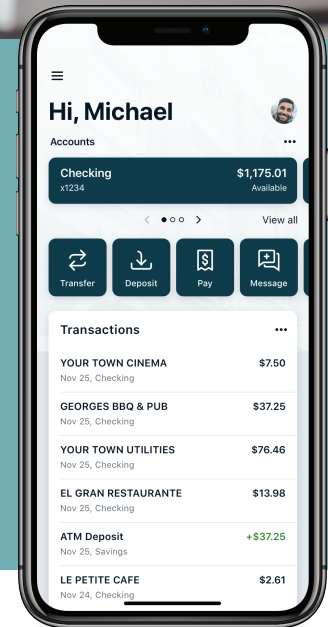 Hi, Michael
Accounts
Checking $1,175.01
x1234 Available
View all
Transfer Deposit Pay Message
Transactions
YOUR TOWN CINEMA $7.50
Nov 25, Checking
GEORGES BBQ & PUB $37.25
Nov 25, Checking
YOUR TOWN UTILITIES $76.46
Nov 25, Checking
EL GRAN RESTAURANTE $13.98
Nov 25, Checking
ATM Deposit +$37.25
Nov 25, Savings
LE PETITE CAFE $2.61
Nov 24, Checking